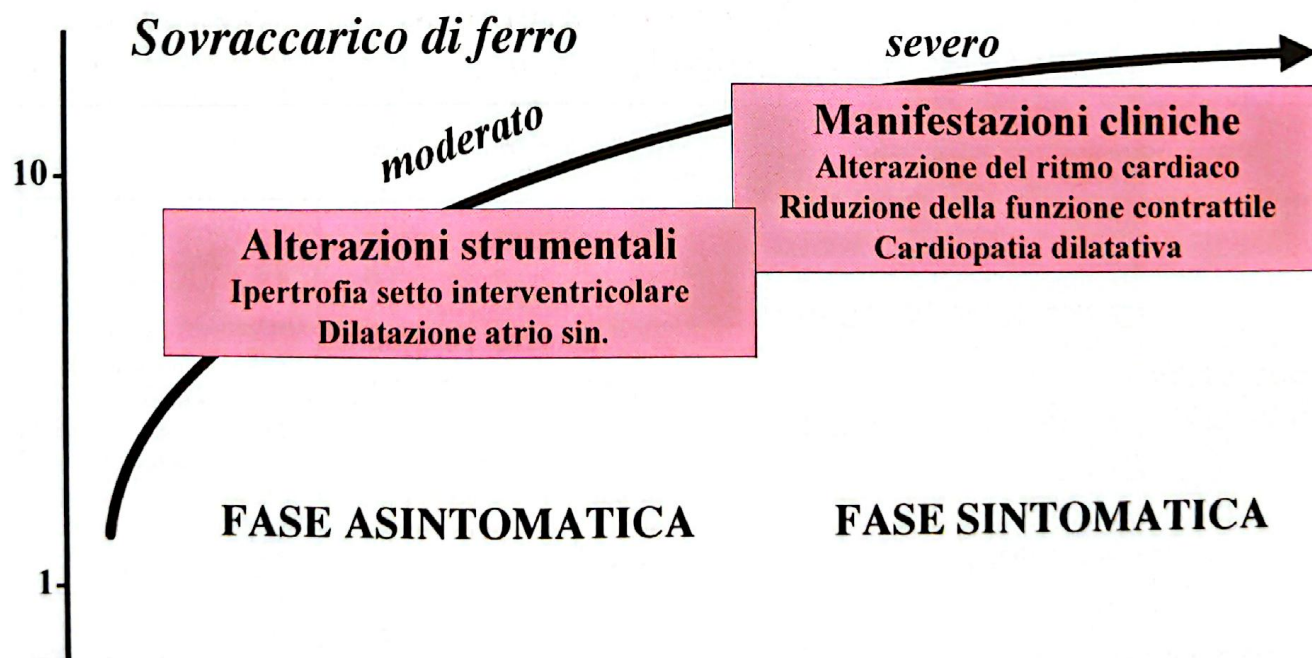 Sovraccarico di ferro
severo
moderato
10
Manifestazioni cliniche
Alterazione del ritmo cardiaco
Riduzione della funzione contrattile
Cardiopatia dilatativa
Alterazioni strumentali
Ipertrofia setto interventricolare
Dilatazione atrio sin.
FASE ASINTOMATICA
FASE SINTOMATICA
1